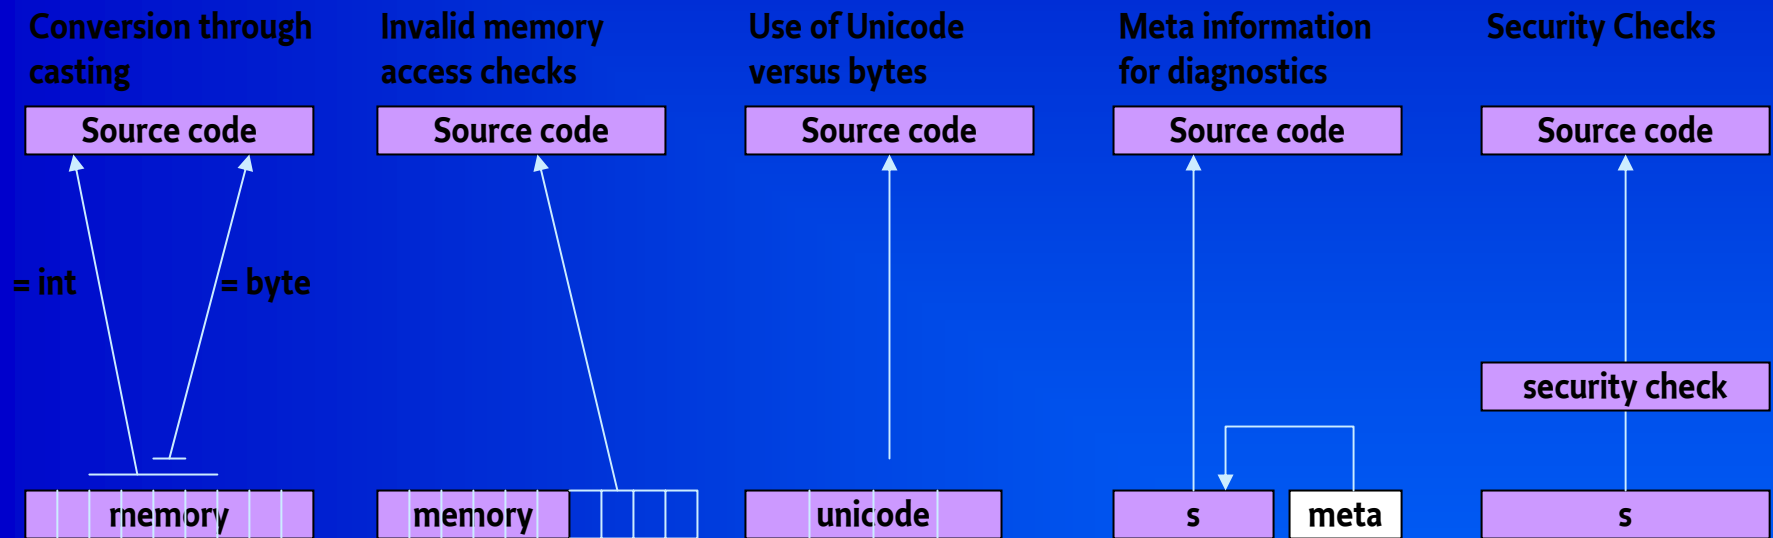 Conversion through
casting
Invalid memory
access checks
Use of Unicode
versus bytes
Meta information
for diagnostics
Security Checks
Source code
Source code
Source code
Source code
Source code
= int
= byte
security check
memory
memory
unicode
s
meta
s